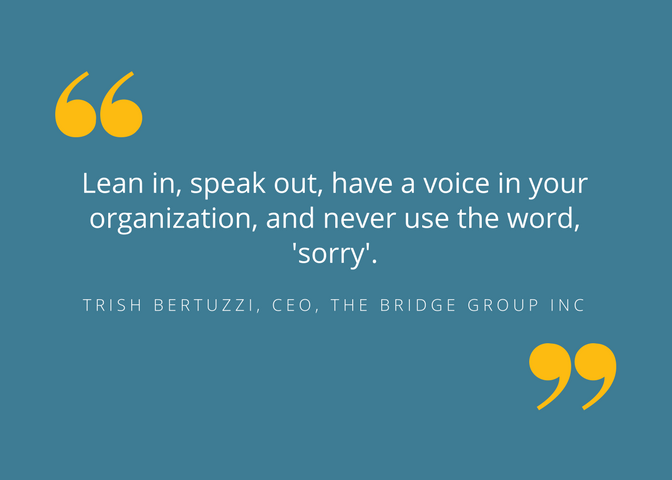 Lean in, speak out, have a voice in your
organization, and never use the word,
'sorry'.
TRISH BERTUZZI, CEO, THE BRIDGE GROUP INC